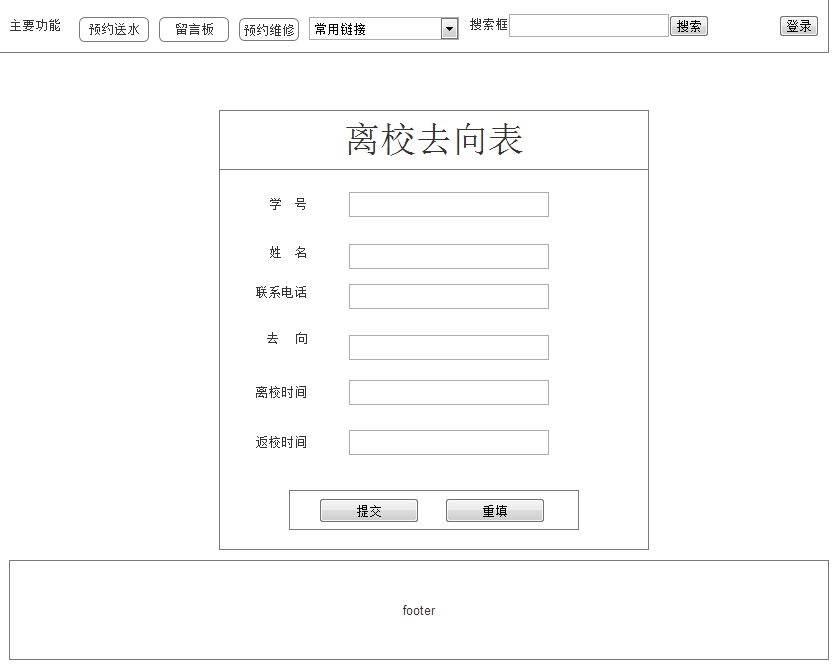 主要功能 预约送水 留言板 预约维修 常用链接 搜索框 搜索 登录
离校去向表
学 号
姓 名
联系电话
去 向
离校时间
返校时间
提交 重填
footer